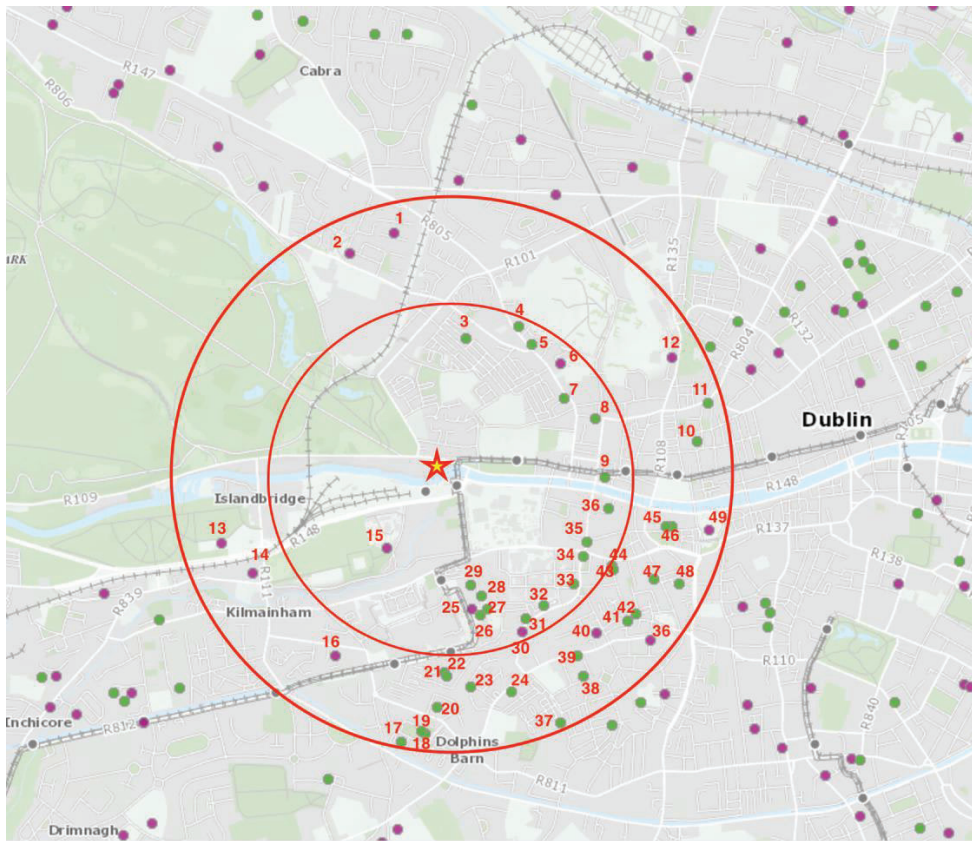 R147
Cabra
R806
1
R805
2
R101
R135
ARK
4
3
5
6
12
R132
R804
7
11
8
Dublin
10
R105
9
R108
R109
Islandbridge
R148
36
R148
45
49
R137
13
15
35
46
R138
14
34
44
43
47
48
R111
29
33
R839
Kilmainham
28
32
25
27
42
26
31
41
36
16
30
40
22
39
R110
21
23
24
38
R840
Inchicore
20
R812
19
37
17
18
Dolphins
Barn
R811
Drimnagh